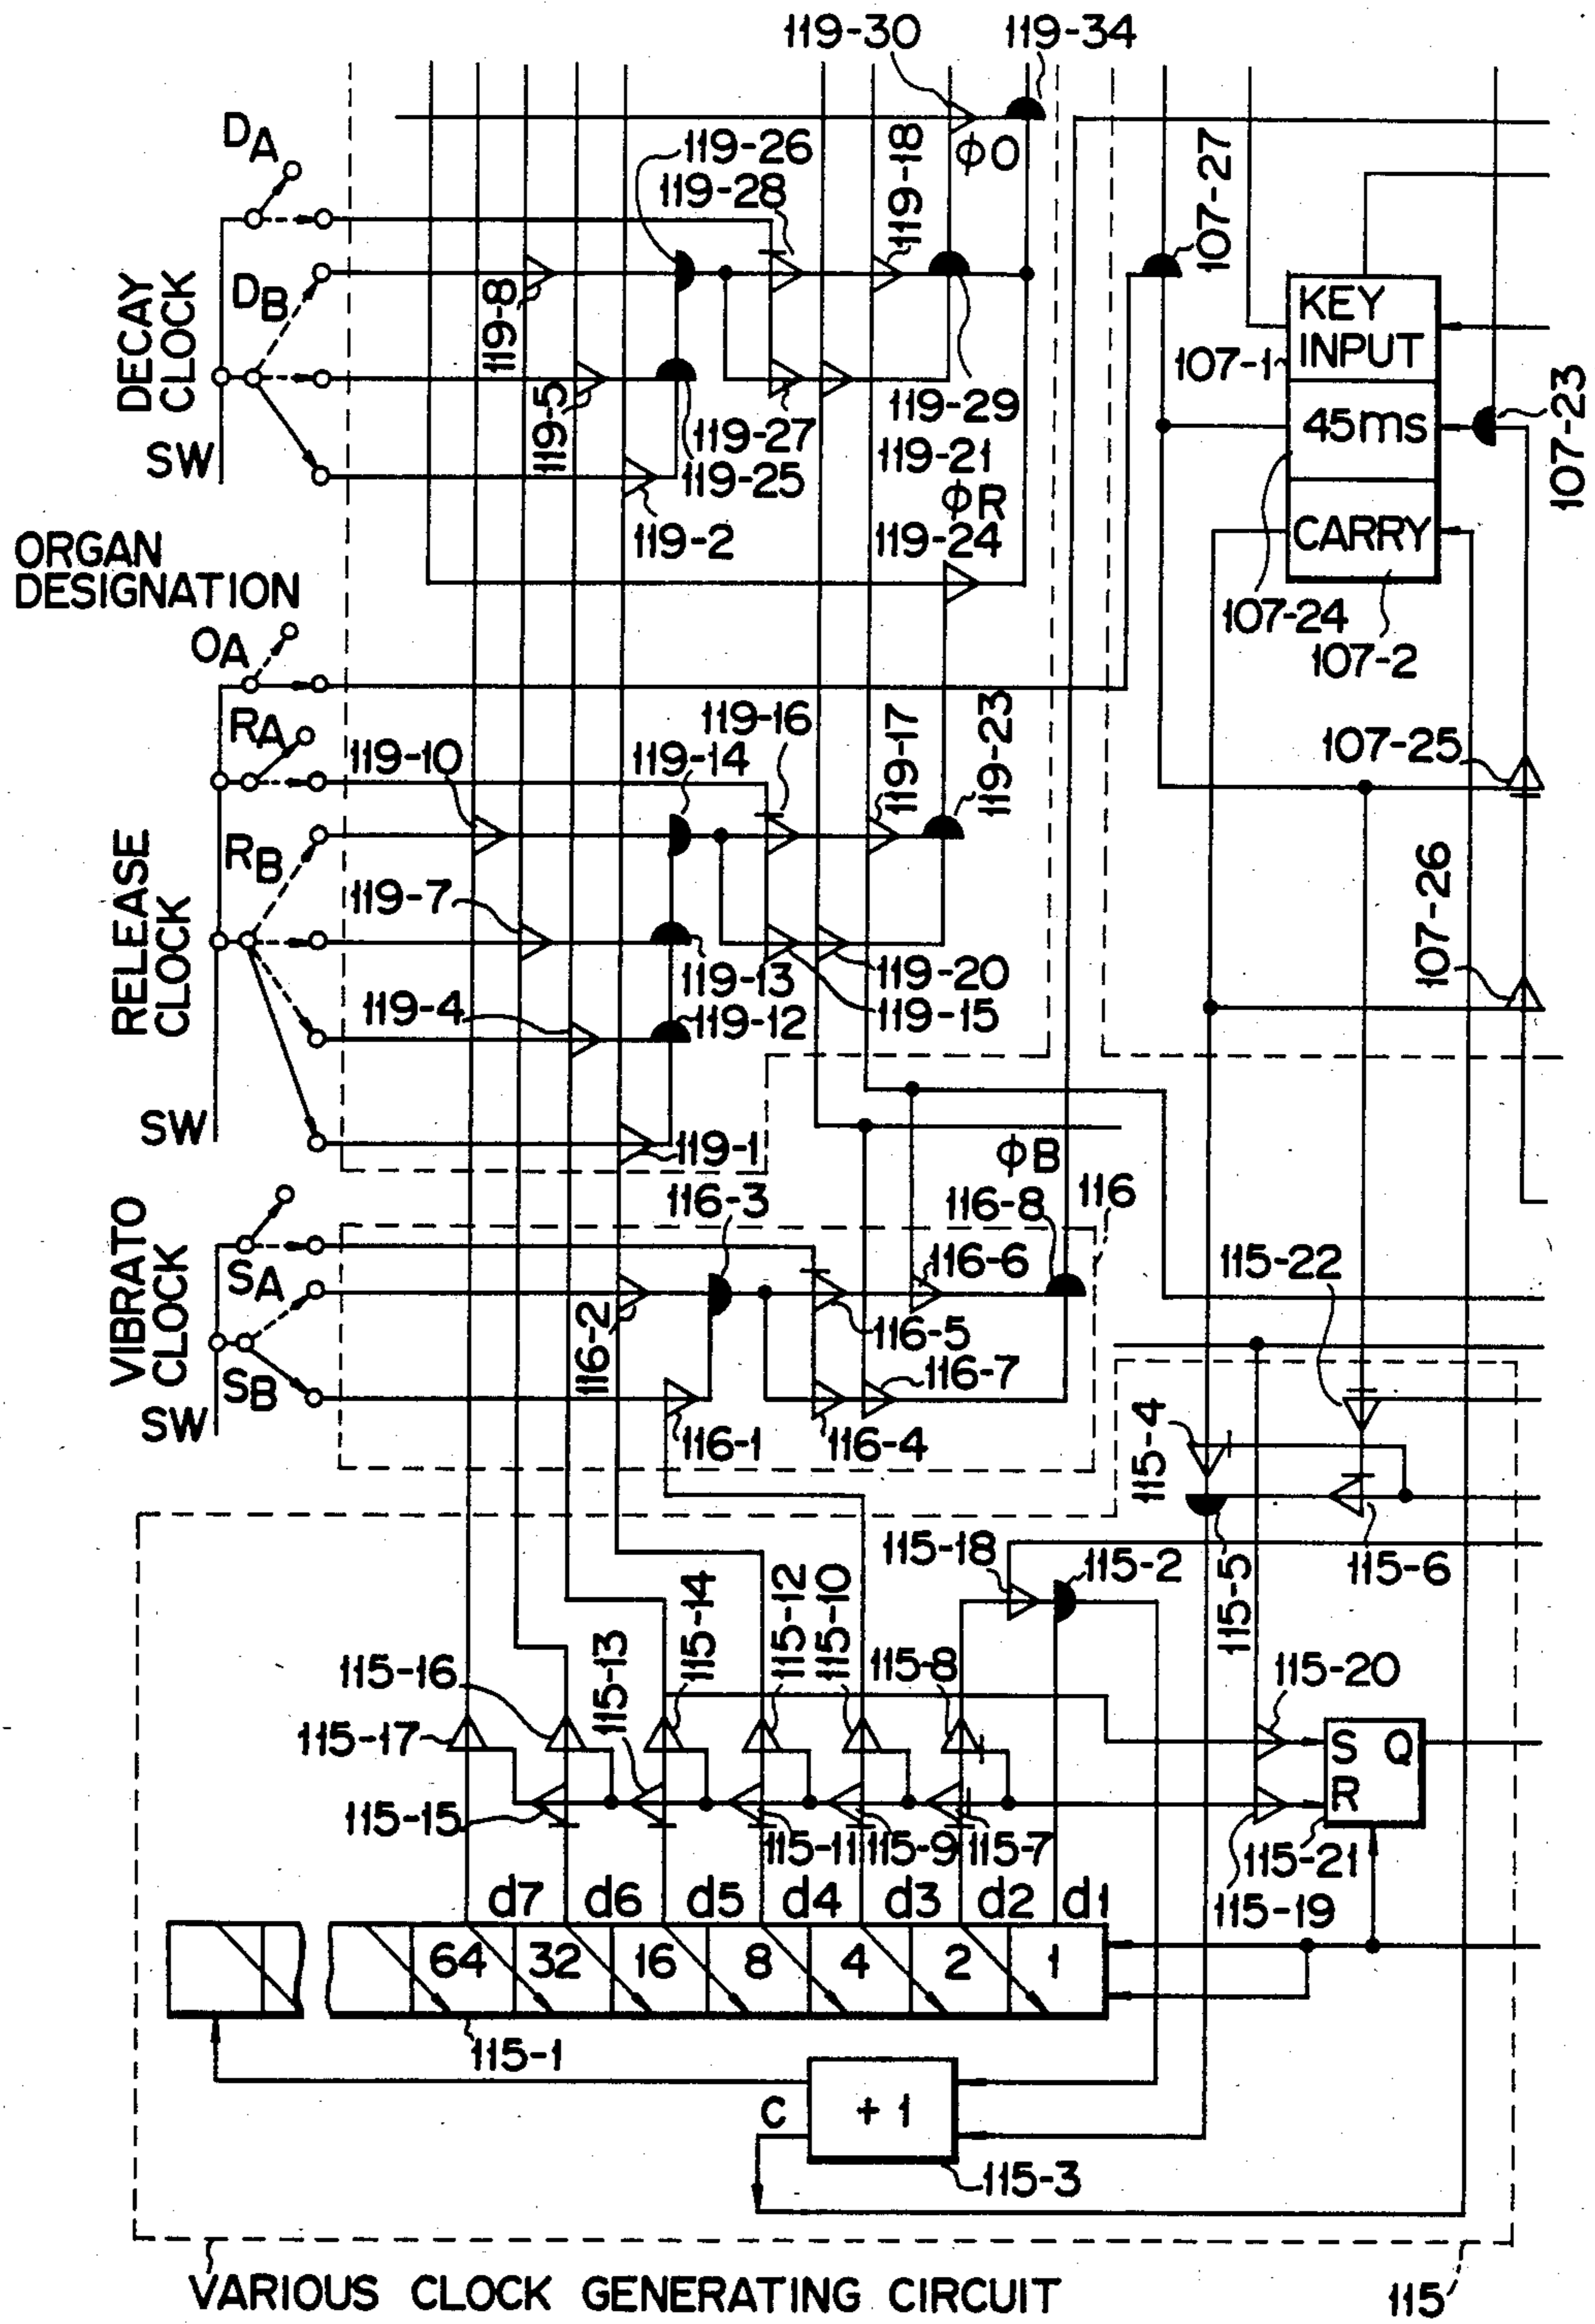 119-30
119-34
DA
119-26
119-28
119-18
φO
107-27
DECAY
CLOCK
DB
119-8
KEY
INPUT
107-1
45ms
107-23
119-5
119-27
119-29
119-25
119-21
SW
φR
119-2
119-24
CARRY
107-24
107-2
ORGAN
DESIGNATION
OA
RA
119-10
119-14
119-16
119-17
119-23
107-25
RELEASE
CLOCK
RB
119-7
107-26
119-13
119-20
119-4
119-12
119-15
SW
119-1
φB
116-3
116-8
116
VIBRATO
CLOCK
SA
116-6
115-22
116-2
116-5
SB
116-7
SW
116-1
116-4
115-4
115-18
115-2
115-5
115-6
115-14
115-12
115-10
115-16
115-13
115-8
115-20
115-17
S Q
R
115-15
115-11
115-9
115-7
115-21
115-19
d7 d6 d5 d4 d3 d2 d1
64 32 16 8 4 2 1
115-1
C
+1
115-3
VARIOUS CLOCK GENERATING CIRCUIT
115